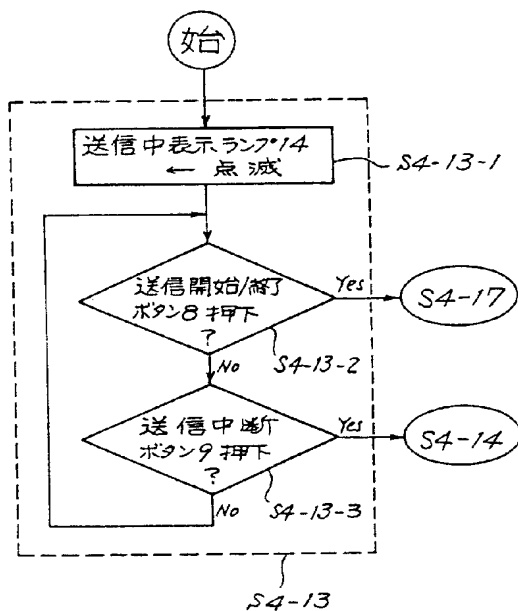 始
送信中表示ランプ14
← 点滅
S4-13-1
送信開始/終了
ボタン8押下
?
Yes
S4-17
No
S4-13-2
送信中断
ボタン9押下
?
Yes
S4-14
No
S4-13-3
S4-13